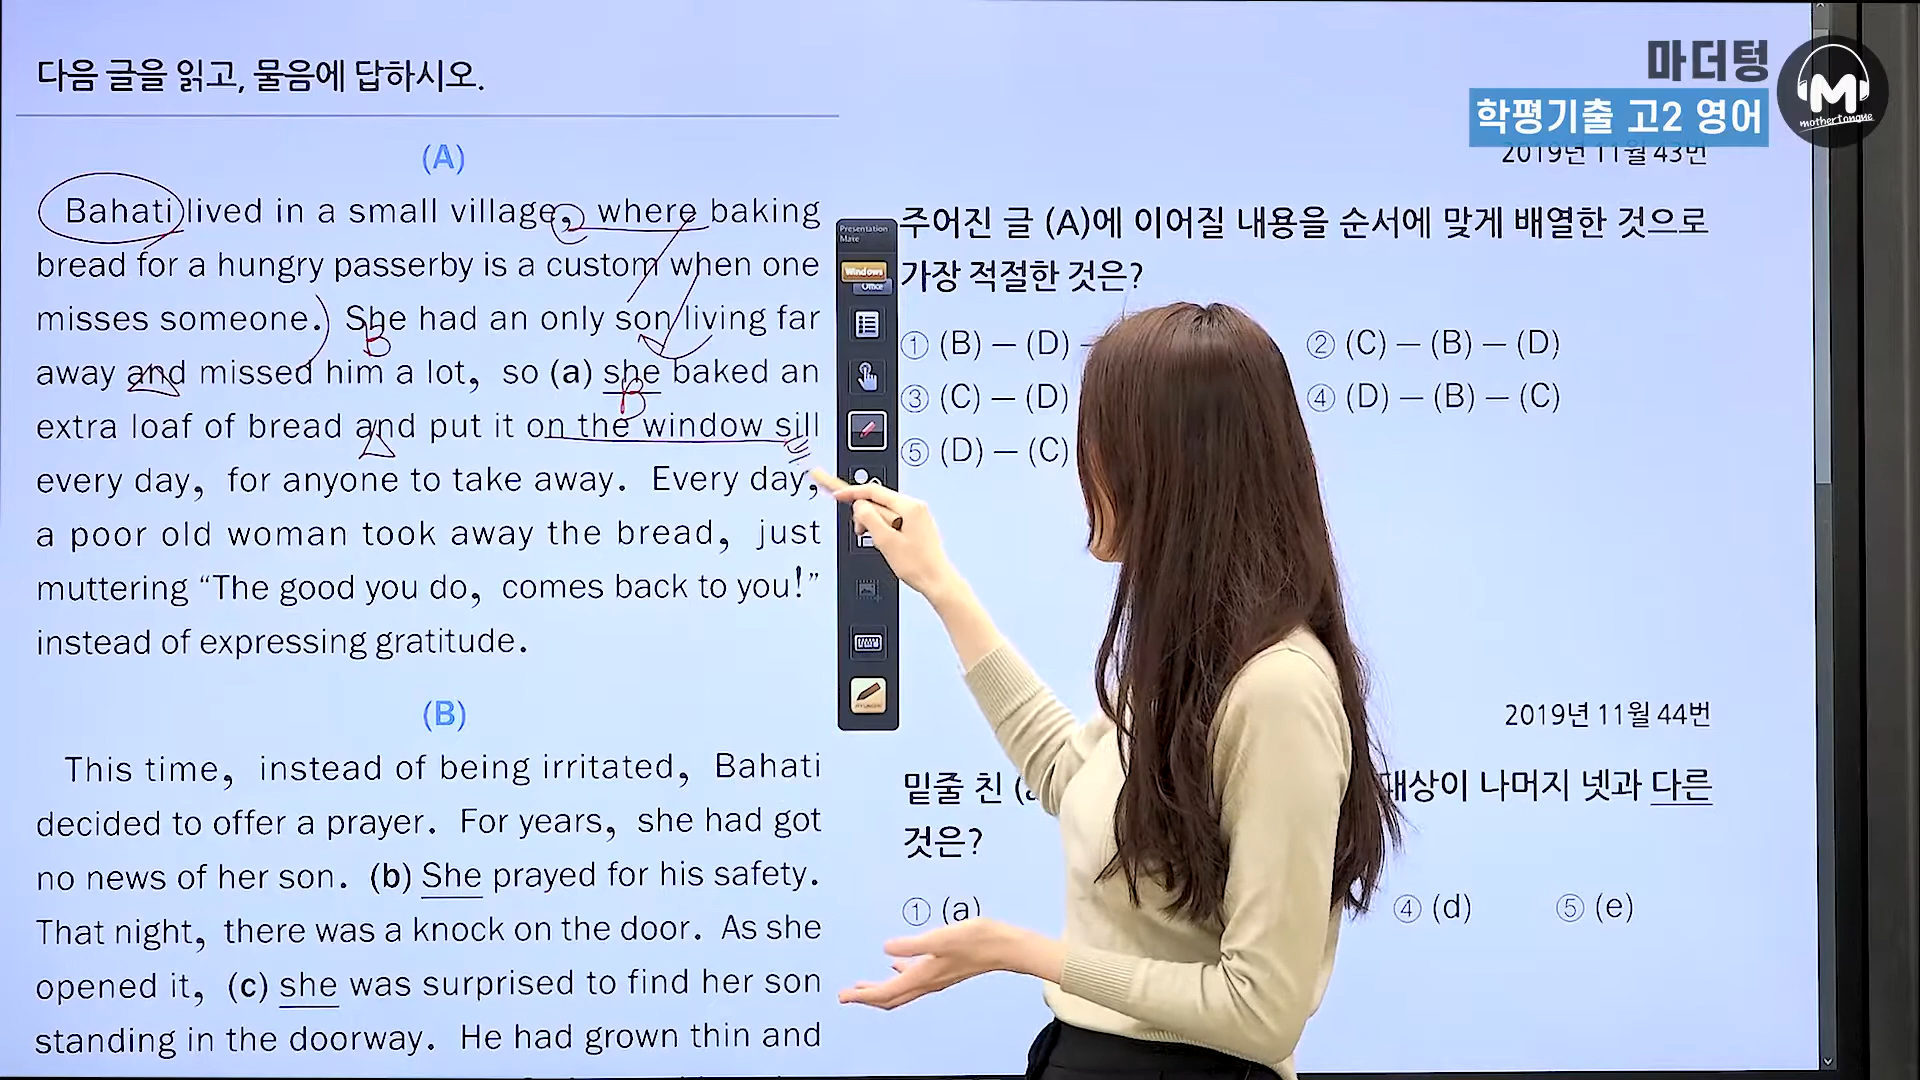 다음 글을 읽고, 물음에 답하시오.
(A)
Bahati lived in a small village, where baking
bread for a hungry passerby is a custom when one
misses someone. She had an only son living far
away and missed him a lot, so (a) she baked an
extra loaf of bread and put it on the window sill
every day, for anyone to take away. Every day,
a poor old woman took away the bread, just
muttering “The good you do, comes back to you!”
instead of expressing gratitude.
(B)
This time, instead of being irritated, Bahati
decided to offer a prayer. For years, she had got
no news of her son. (b) She prayed for his safety.
That night, there was a knock on the door. As she
opened it, (c) she was surprised to find her son
standing in the doorway. He had grown thin and
B
B
Presentation
Mate
Windows
Office
마더텅
학평기출 고2 영어
M
mothertongue
2019년 11월 43번
주어진 글 (A)에 이어질 내용을 순서에 맞게 배열한 것으로
가장 적절한 것은?
① (B) – (D) –
② (C) – (B) – (D)
③ (C) – (D)
④ (D) – (B) – (C)
⑤ (D) – (C)
2019년 11월 44번
밑줄 친 (a 대상이 나머지 넷과 다른
것은?
① (a) ④ (d) ⑤ (e)